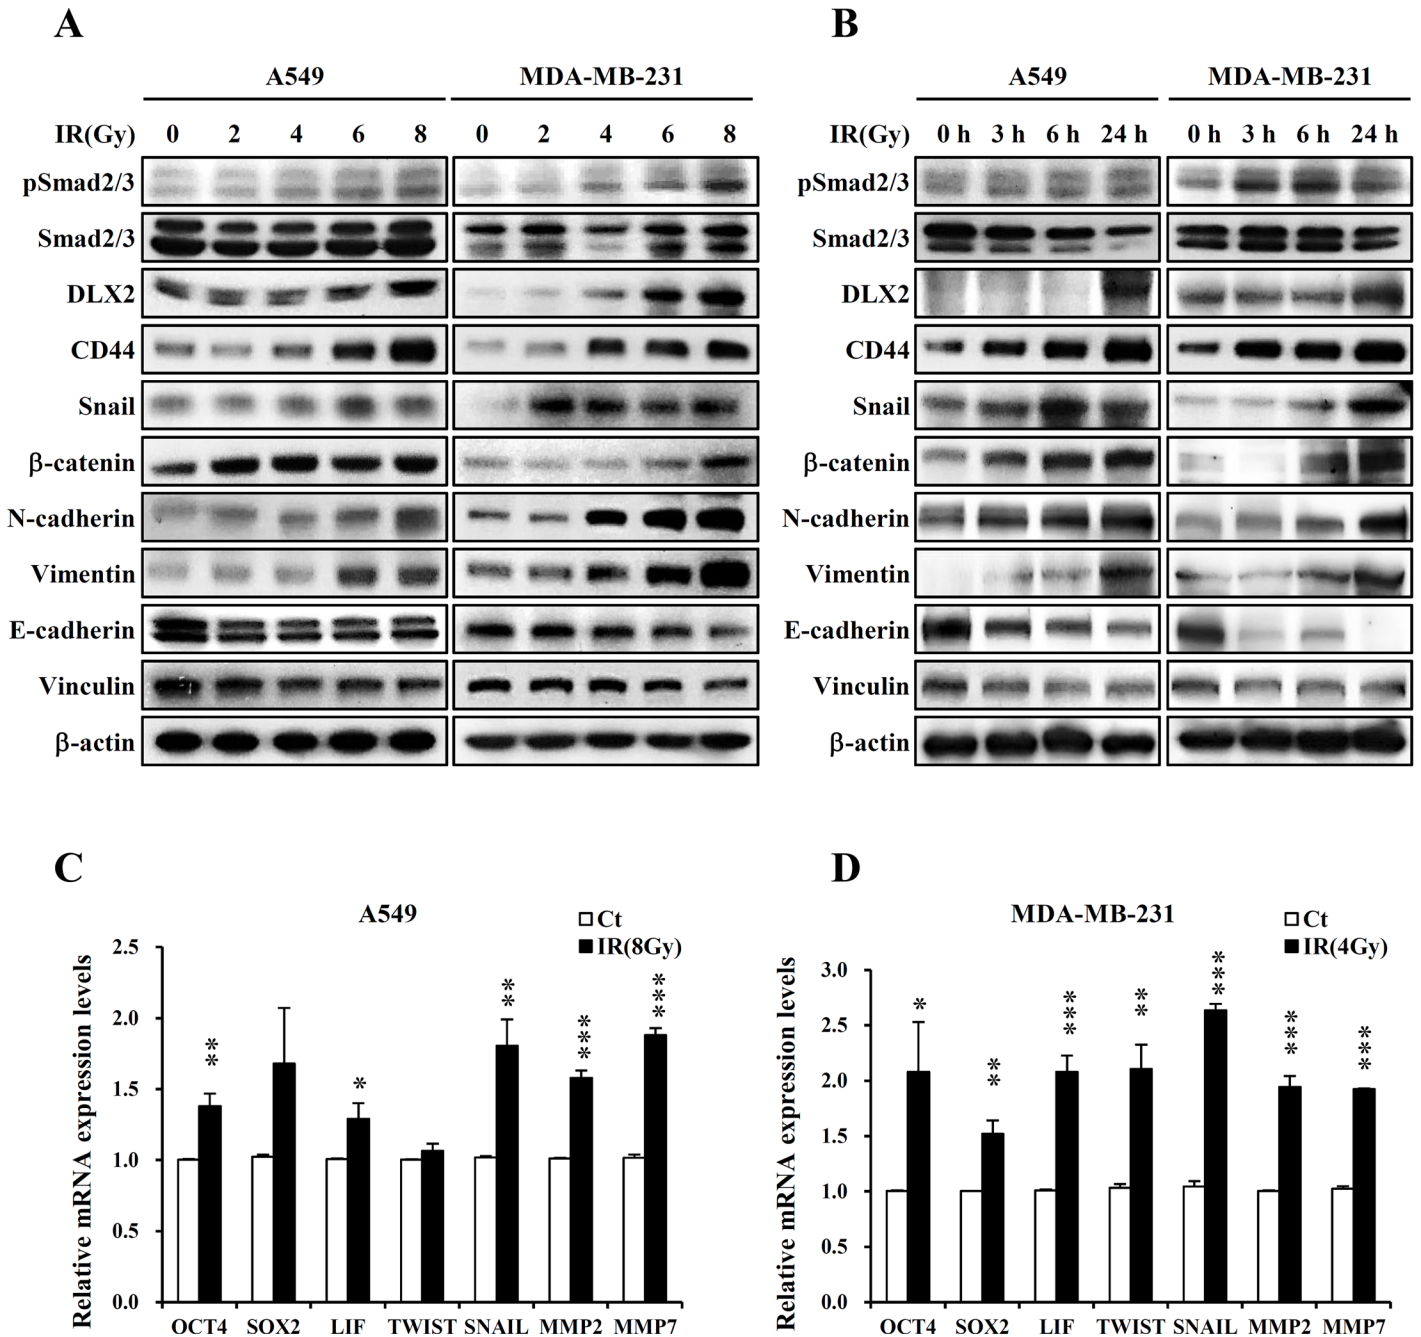 A
B
A549 MDA-MB-231
A549 MDA-MB-231
IR(Gy) 0 2 4 6 8 0 2 4 6 8
IR(Gy) 0 h 3 h 6 h 24 h 0 h 3 h 6 h 24 h
pSmad2/3
Smad2/3
DLX2
CD44
Snail
β-catenin
N-cadherin
Vimentin
E-cadherin
Vinculin
β-actin
pSmad2/3
Smad2/3
DLX2
CD44
Snail
β-catenin
N-cadherin
Vimentin
E-cadherin
Vinculin
β-actin
C
A549
Ct
IR(8Gy)
Relative mRNA expression levels
2.5
2.0
1.5
1.0
0.5
0.0
**
*
**
***
***
OCT4 SOX2 LIF TWIST SNAIL MMP2 MMP7
D
MDA-MB-231
Ct
IR(4Gy)
Relative mRNA expression levels
3.0
2.5
2.0
1.5
1.0
0.5
0.0
*
**
***
**
***
***
***
OCT4 SOX2 LIF TWIST SNAIL MMP2 MMP7